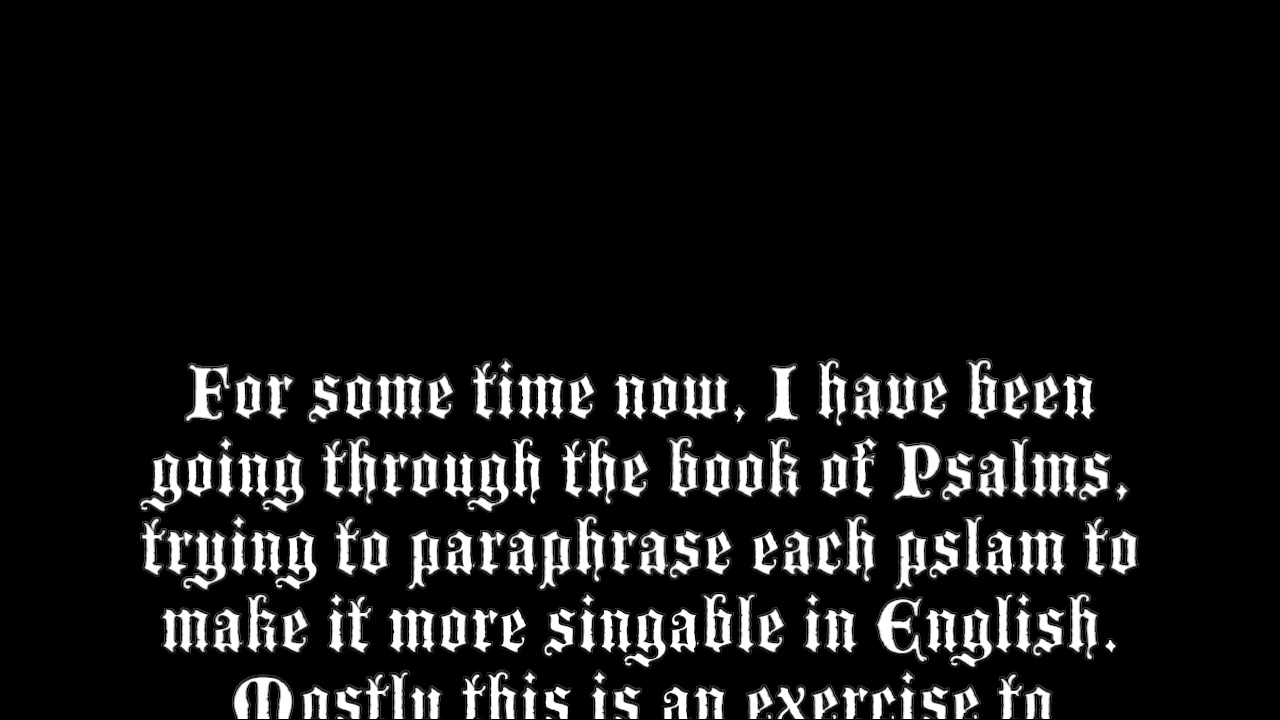 For some time now, I have been
going through the book of Psalms,
trying to paraphrase each pslam to
make it more singable in English.
Mostly this is an exercise to